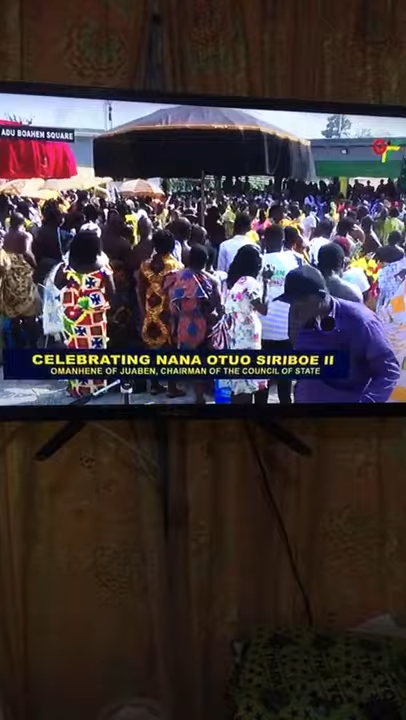 ADU BOAHEN SQUARE
CELEBRATING NANA OTUO SIRIBOE II
OMANHENE OF JUABEN, CHAIRMAN OF THE COUNCIL OF STATE